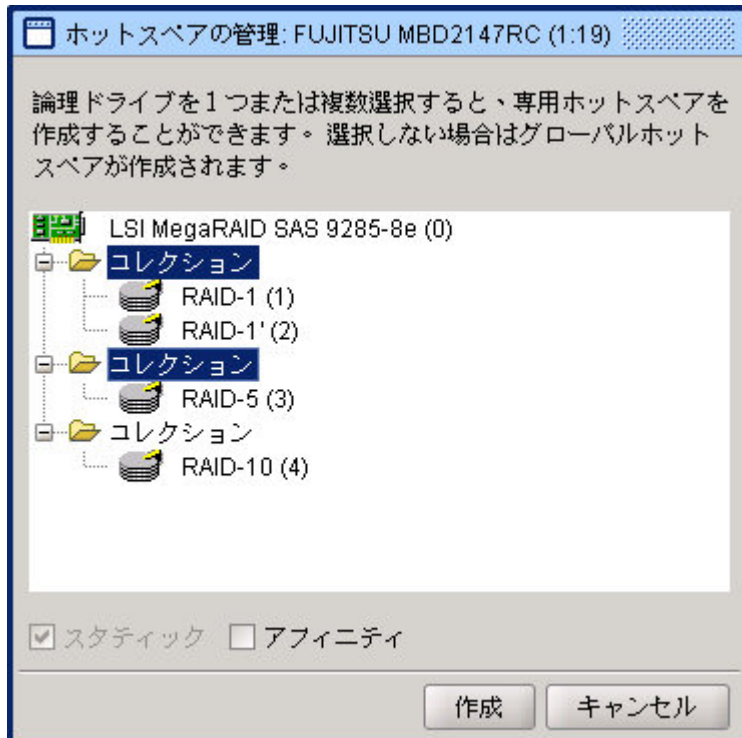 ホットスペアの管理: FUJITSU MBD2147RC (1:19)
論理ドライブを1つまたは複数選択すると、専用ホットスペアを
作成することができます。選択しない場合はグローバルホット
スペアが作成されます。
LSI MegaRAID SAS 9285-8e (0)
コレクション
RAID-1 (1)
RAID-1' (2)
コレクション
RAID-5 (3)
コレクション
RAID-10 (4)
スタティック アフィニティ
作成 キャンセル